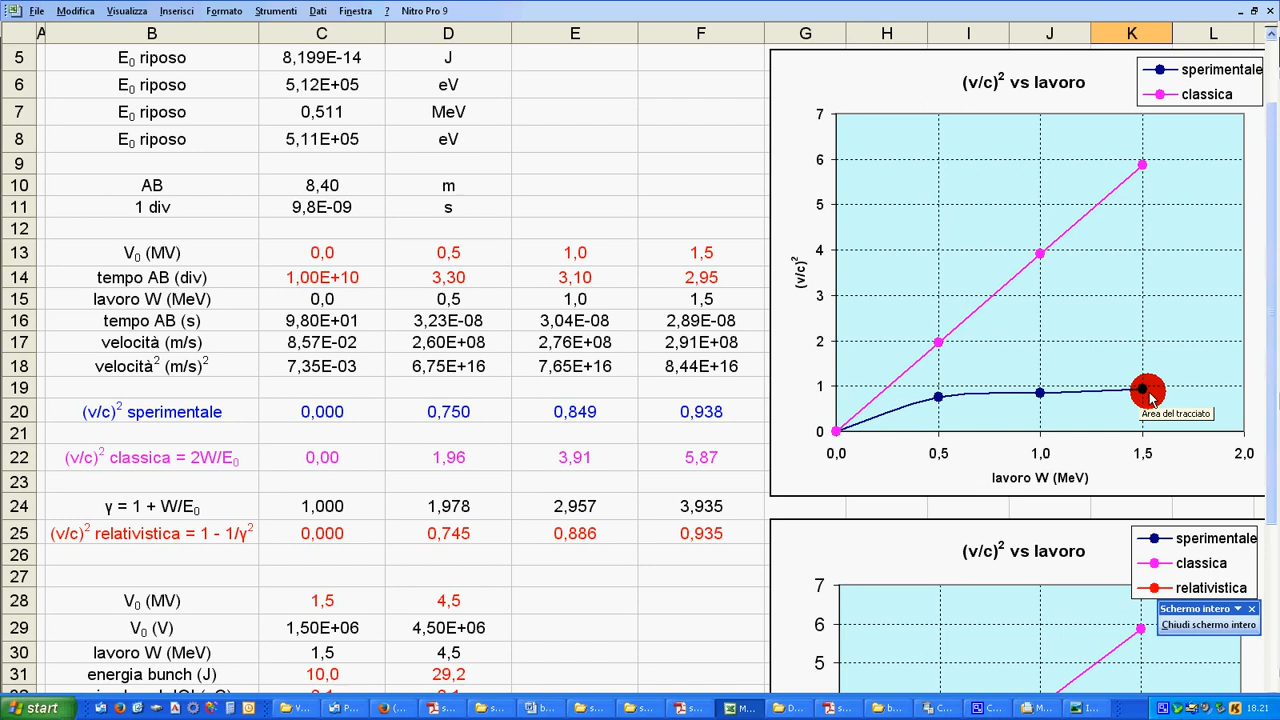 File Modifica Visualizza Inserisci Formato Strumenti Dati Finestra ? Nitro Pro 9
A B C D E F G H I J K L
5 E0 riposo 8,199E-14 J
6 E0 riposo 5,12E+05 eV
7 E0 riposo 0,511 MeV
8 E0 riposo 5,11E+05 eV
9
10 AB 8,40 m
11 1 div 9,8E-09 s
12
13 V0 (MV) 0,0 0,5 1,0 1,5
14 tempo AB (div) 1,00E+10 3,30 3,10 2,95
15 lavoro W (MeV) 0,0 0,5 1,0 1,5
16 tempo AB (s) 9,80E+01 3,23E-08 3,04E-08 2,89E-08
17 velocità (m/s) 8,57E-02 2,60E+08 2,76E+08 2,91E+08
18 velocità² (m/s)² 7,35E-03 6,75E+16 7,65E+16 8,44E+16
19
20 (v/c)² sperimentale 0,000 0,750 0,849 0,938
21
22 (v/c)² classica = 2W/E0 0,00 1,96 3,91 5,87
23
24 γ = 1 + W/E0 1,000 1,978 2,957 3,935
25 (v/c)² relativistica = 1 - 1/γ² 0,000 0,745 0,886 0,935
26
27
28 V0 (MV) 1,5 4,5
29 V0 (V) 1,50E+06 4,50E+06
30 lavoro W (MeV) 1,5 4,5
31 energia bunch (J) 10,0 29,2
(v/c)² vs lavoro
sperimentale
classica
7
6
5
4
3
2
1
0
(v/c)²
Area del tracciato
0,0 0,5 1,0 1,5 2,0
lavoro W (MeV)
(v/c)² vs lavoro
sperimentale
classica
relativistica
7
6
5
Schermo intero
Chiudi schermo intero
start
18.21